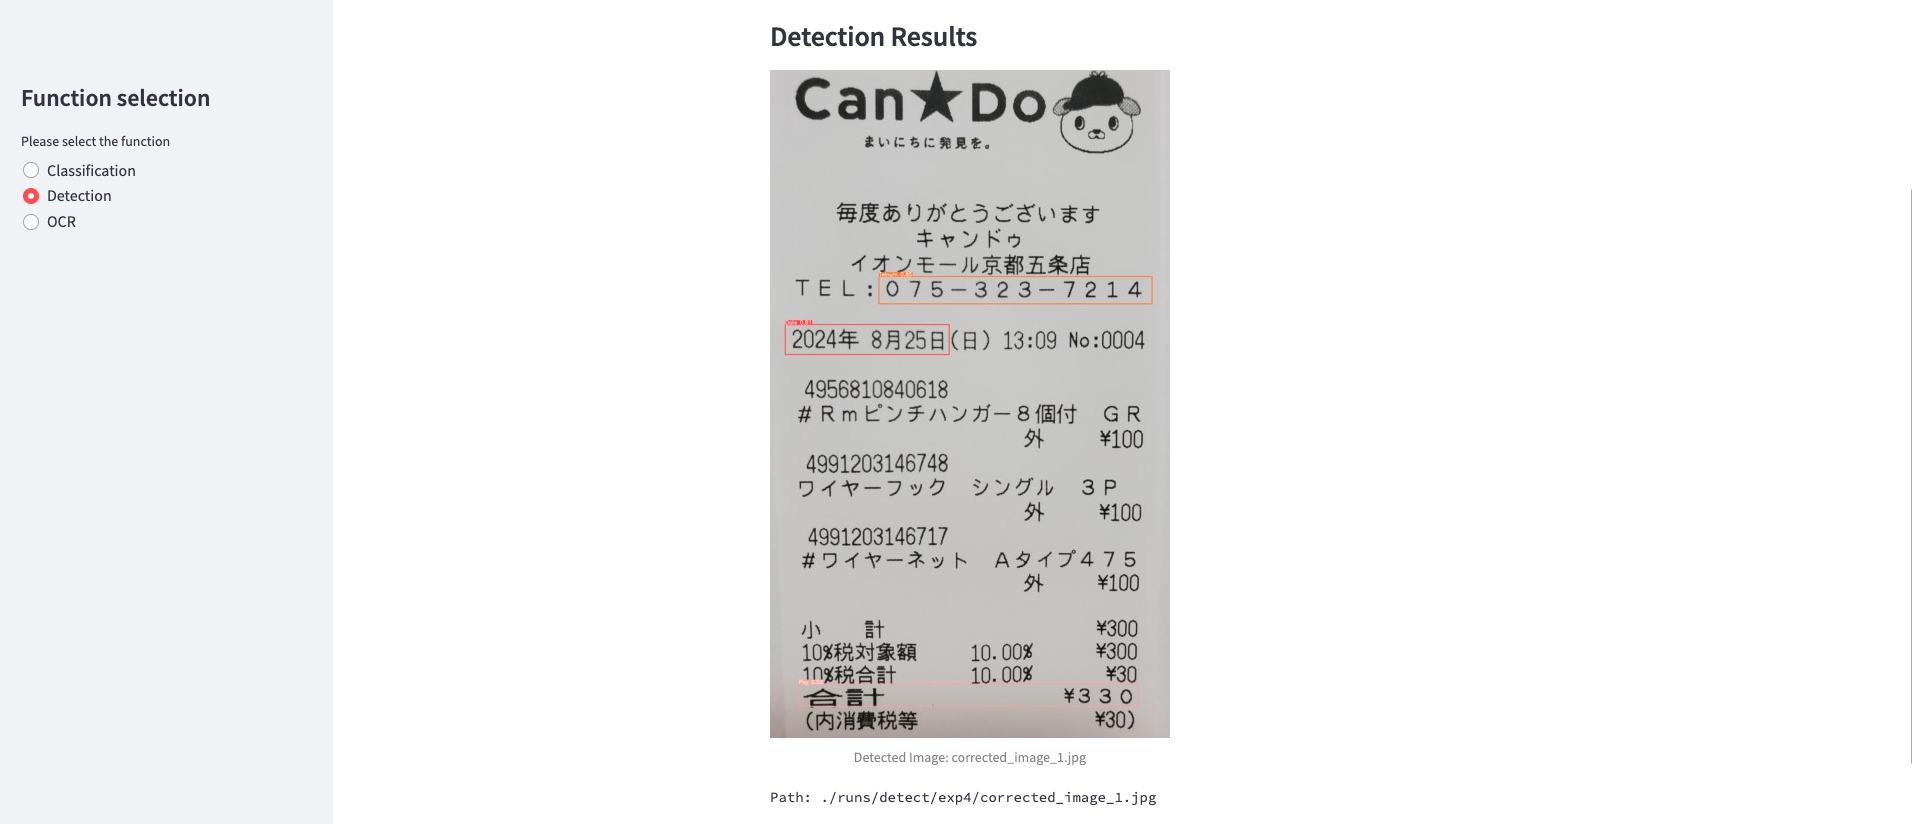 Function selection
Please select the function
Classification
Detection
OCR
Detection Results
Can★Do
まいにちに発見を。
毎度ありがとうございます
キャンドゥ
イオンモール京都五条店
TEL:075-323-7214
2024年 8月25日(日) 13:09 No:0004
4956810840618
#Rmピンチハンガー8個付 GR
外 ¥100
4991203146748
ワイヤーフック シングル 3P
外 ¥100
4991203146717
#ワイヤーネット Aタイプ475
外 ¥100
小 計 ¥300
10%税対象額 10.00% ¥300
10%税合計 10.00% ¥30
合計 ¥330
(内消費税等 ¥30)
Detected Image: corrected_image_1.jpg
Path: ./runs/detect/exp4/corrected_image_1.jpg